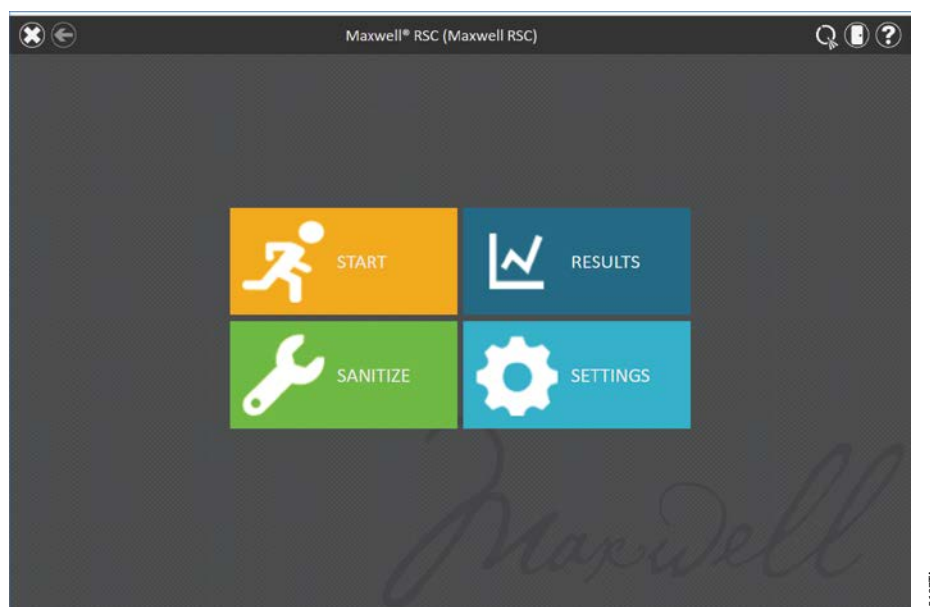 Maxwell® RSC (Maxwell RSC)
?
START
RESULTS
SANITIZE
SETTINGS
Maxwell